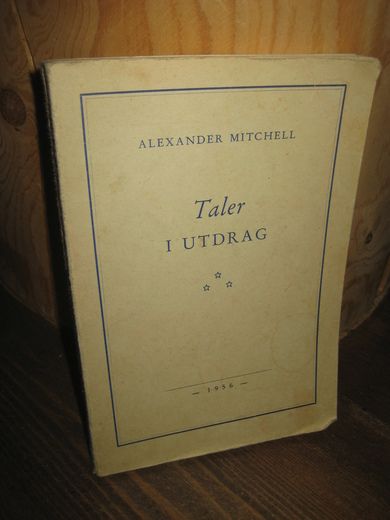 ALEXANDER MITCHELL
Taler
I UTDRAG
— 1956 —